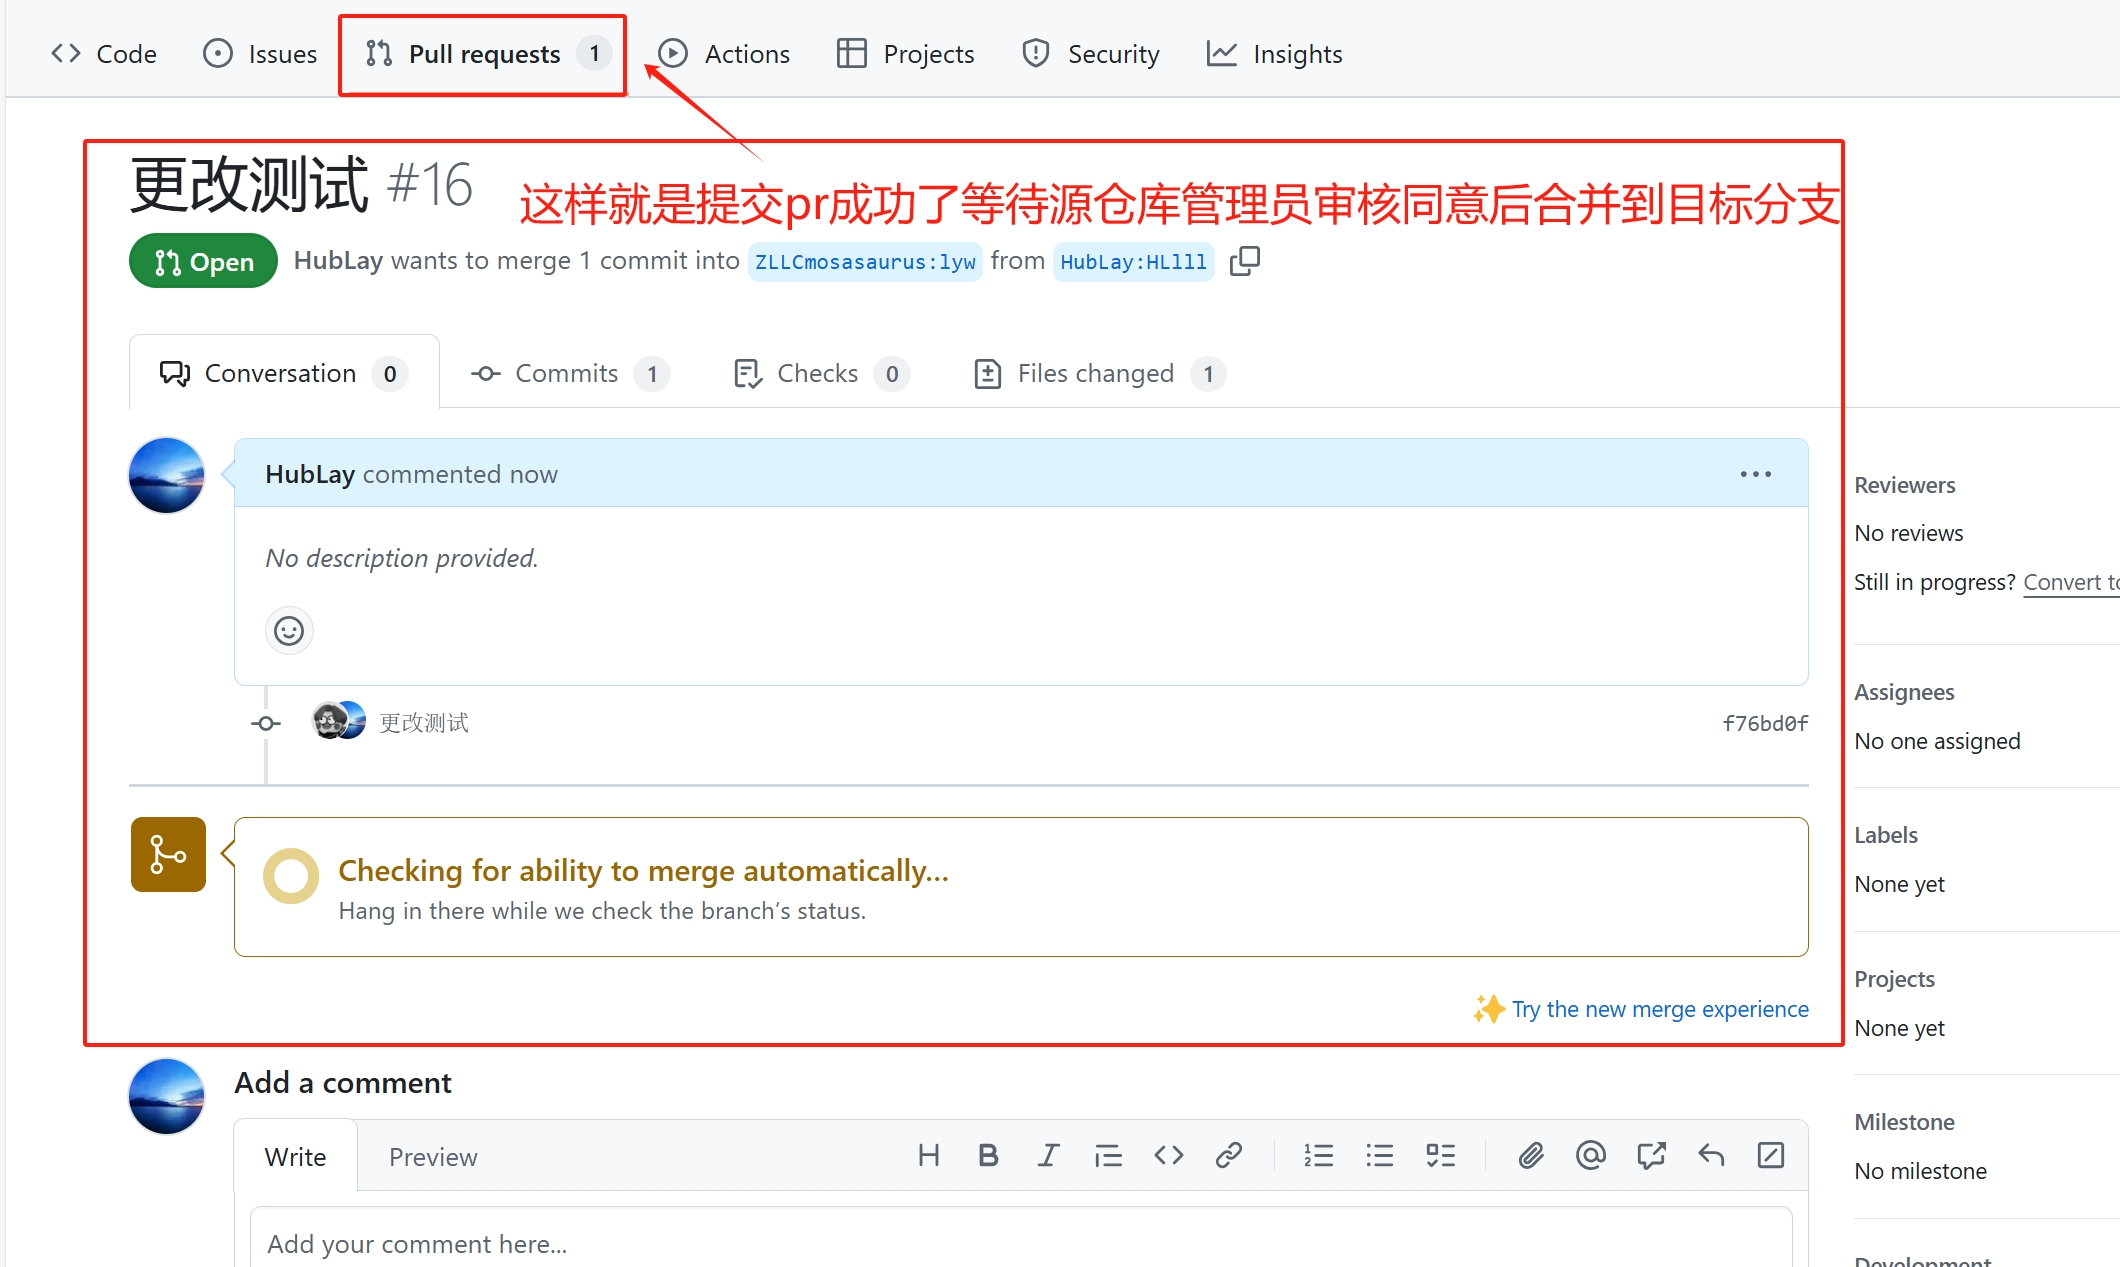 Code Issues Pull requests 1 Actions Projects Security Insights
更改测试 #16
这样就是提交pr成功了等待源仓库管理员审核同意后合并到目标分支
Open HubLay wants to merge 1 commit into ZLLCmosasaurus:lyw from HubLay:HLlll
Conversation 0 Commits 1 Checks 0 Files changed 1
HubLay commented now
No description provided.
更改测试 f76bd0f
Checking for ability to merge automatically...
Hang in there while we check the branch's status.
Try the new merge experience
Add a comment
Write Preview
Add your comment here...
Reviewers
No reviews
Still in progress? Convert to
Assignees
No one assigned
Labels
None yet
Projects
None yet
Milestone
No milestone
Development